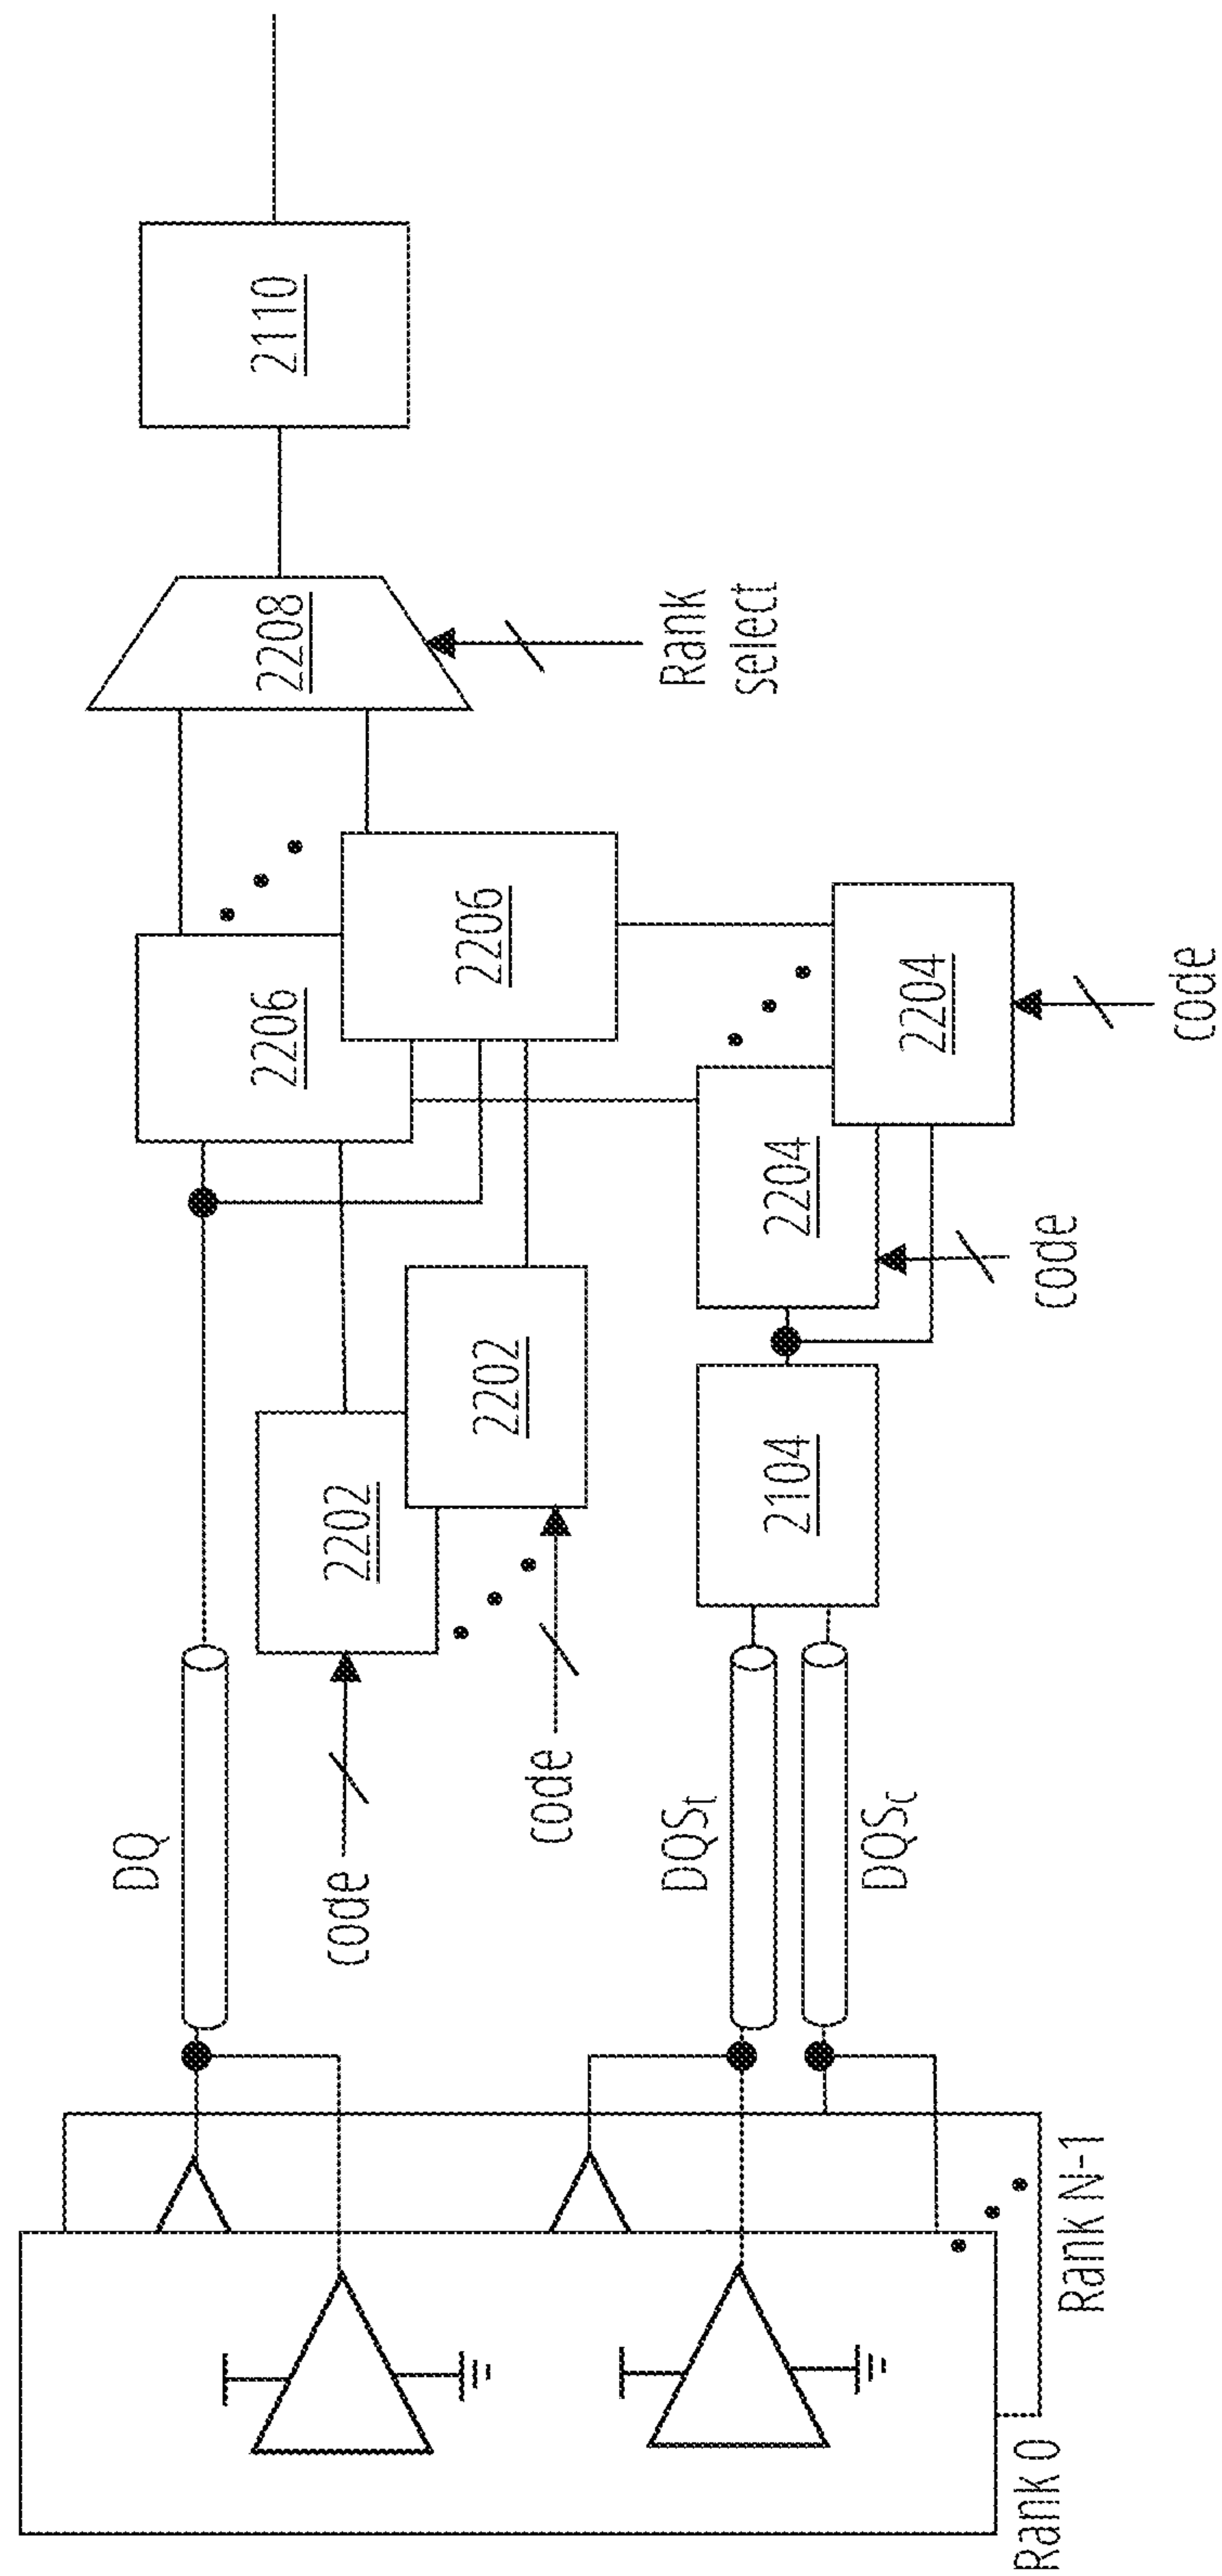 DQ
code
code
DQSt
DQSc
Rank 0
Rank N-1
2202
2202
2104
2204
2204
code
code
2206
2206
2208
Rank
select
2110